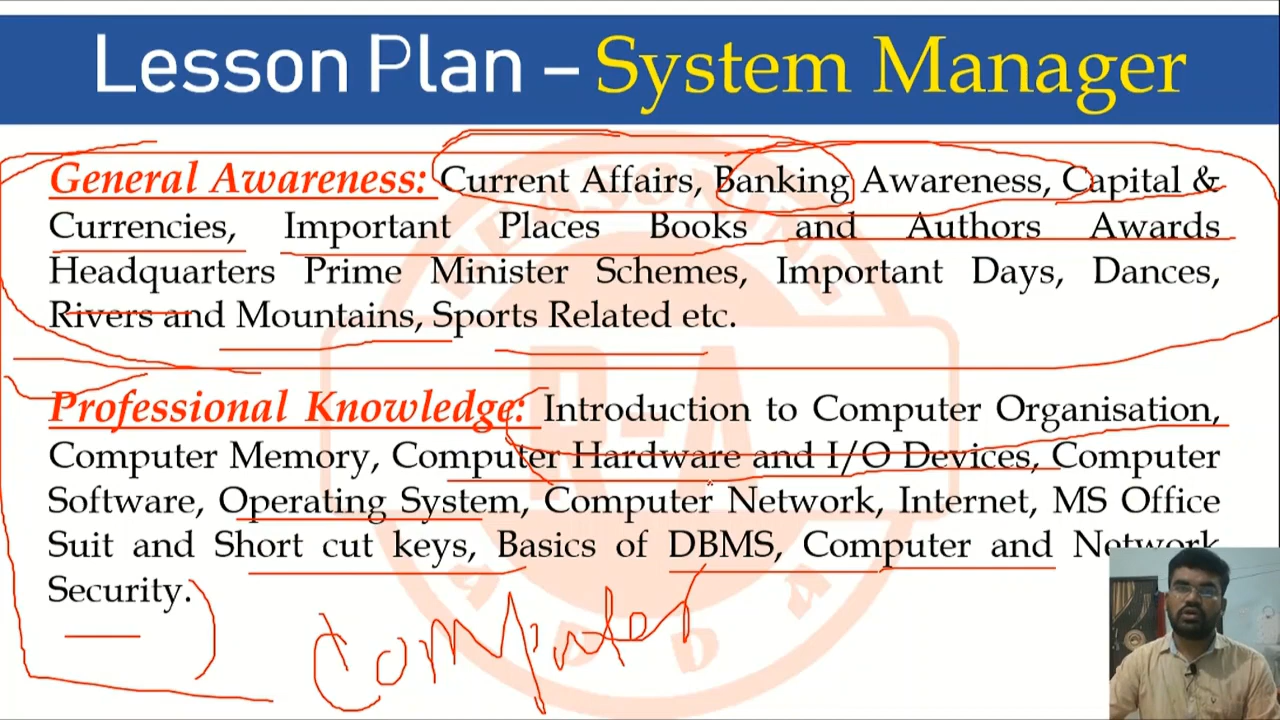 Lesson Plan – System Manager
General Awareness: Current Affairs, Banking Awareness, Capital &
Currencies, Important Places Books and Authors Awards
Headquarters Prime Minister Schemes, Important Days, Dances,
Rivers and Mountains, Sports Related etc.
Professional Knowledge: Introduction to Computer Organisation,
Computer Memory, Computer Hardware and I/O Devices, Computer
Software, Operating System, Computer Network, Internet, MS Office
Suit and Short cut keys, Basics of DBMS, Computer and Network
Security.
Computer
REASONING
R-A
ADDA